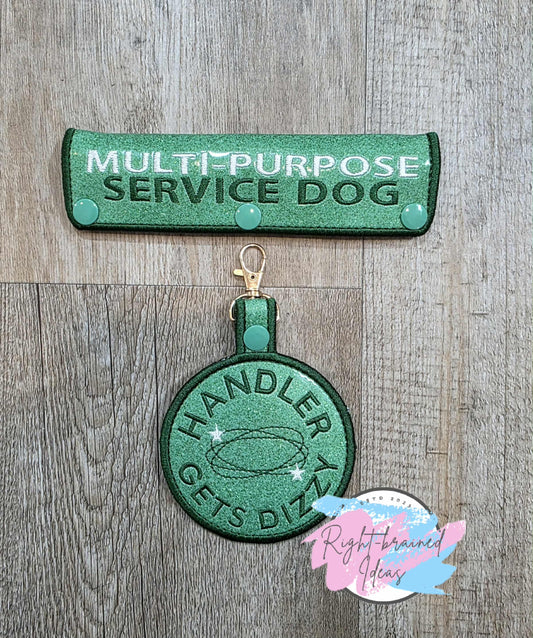 MULTI-PURPOSE
SERVICE DOG
HANDLER
GETS DIZZY
Right-brained
Ideas